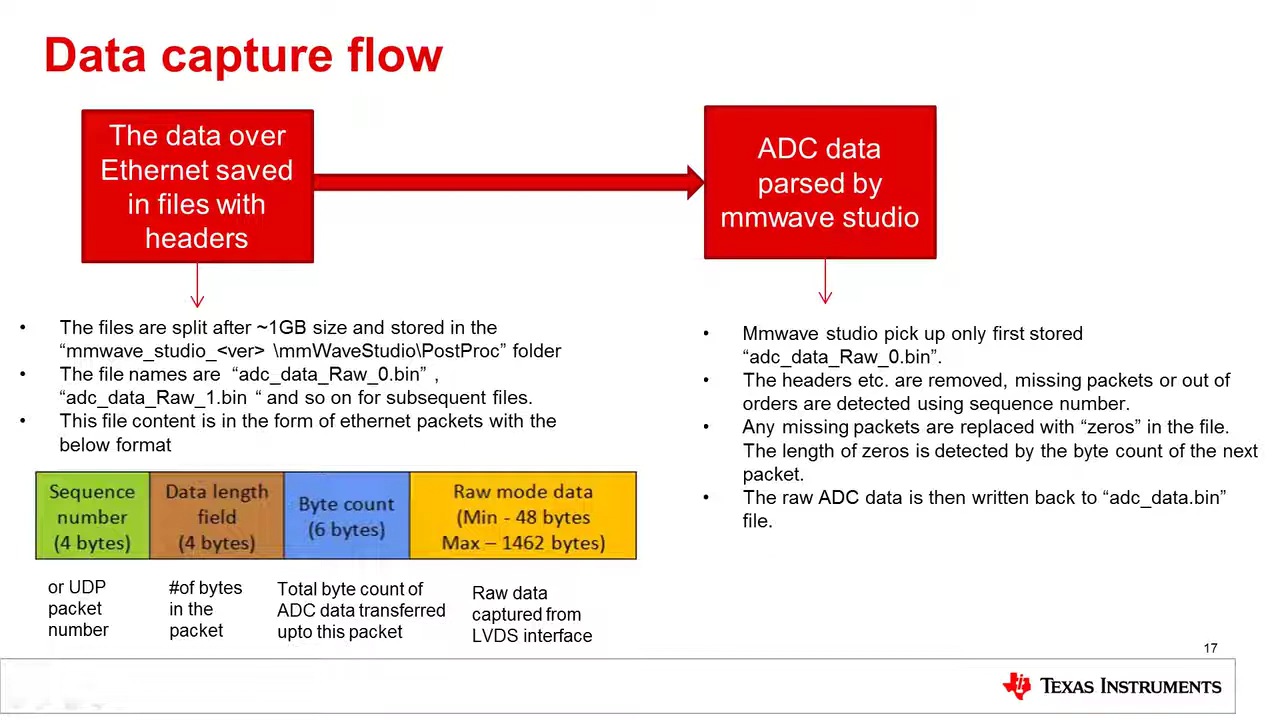 Data capture flow
The data over
Ethernet saved
in files with
headers
ADC data
parsed by
mmwave studio
• The files are split after ~1GB size and stored in the
“mmwave_studio_<ver> \mmWaveStudio\PostProc” folder
• The file names are “adc_data_Raw_0.bin” ,
“adc_data_Raw_1.bin “ and so on for subsequent files.
• This file content is in the form of ethernet packets with the
below format
• Mmwave studio pick up only first stored
“adc_data_Raw_0.bin”.
• The headers etc. are removed, missing packets or out of
orders are detected using sequence number.
• Any missing packets are replaced with “zeros” in the file.
The length of zeros is detected by the byte count of the next
packet.
• The raw ADC data is then written back to “adc_data.bin”
file.
Sequence
number
(4 bytes)
Data length
field
(4 bytes)
Byte count
(6 bytes)
Raw mode data
(Min - 48 bytes
Max – 1462 bytes)
or UDP
packet
number
#of bytes
in the
packet
Total byte count of
ADC data transferred
upto this packet
Raw data
captured from
LVDS interface
17
TEXAS INSTRUMENTS